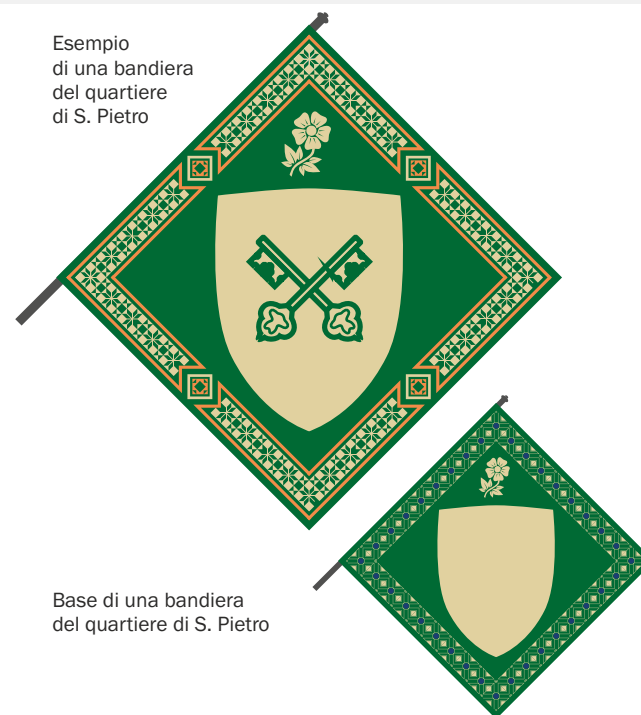 Esempio
di una bandiera
del quartiere
di S. Pietro
Base di una bandiera
del quartiere di S. Pietro